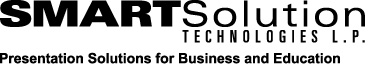 SMARTSolution
TECHNOLOGIES L.P.
Presentation Solutions for Business and Education